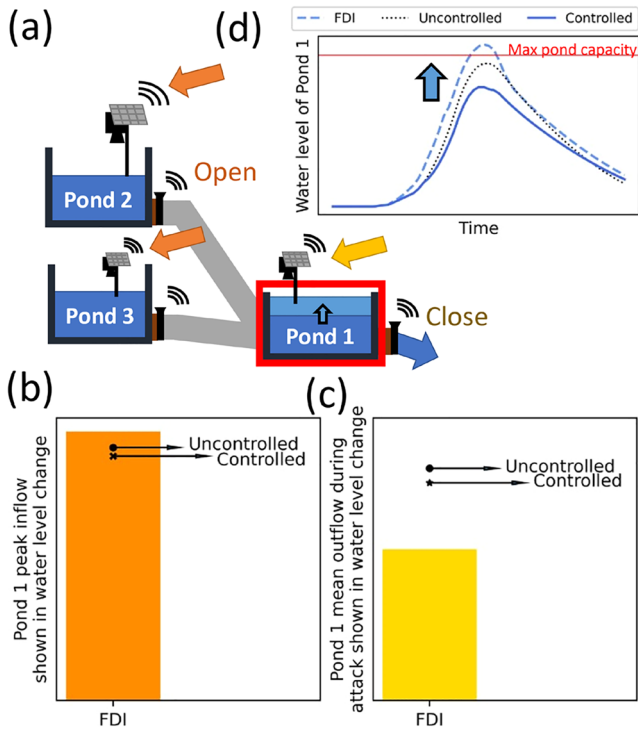 (a)
(d)
FDI
Uncontrolled
Controlled
Max pond capacity
Water level of Pond 1
Time
Open
Pond 2
Pond 3
Pond 1
Close
(b)
Uncontrolled
Controlled
Pond 1 peak inflow
shown in water level change
FDI
(c)
Uncontrolled
Controlled
Pond 1 mean outflow during
attack shown in water level change
FDI